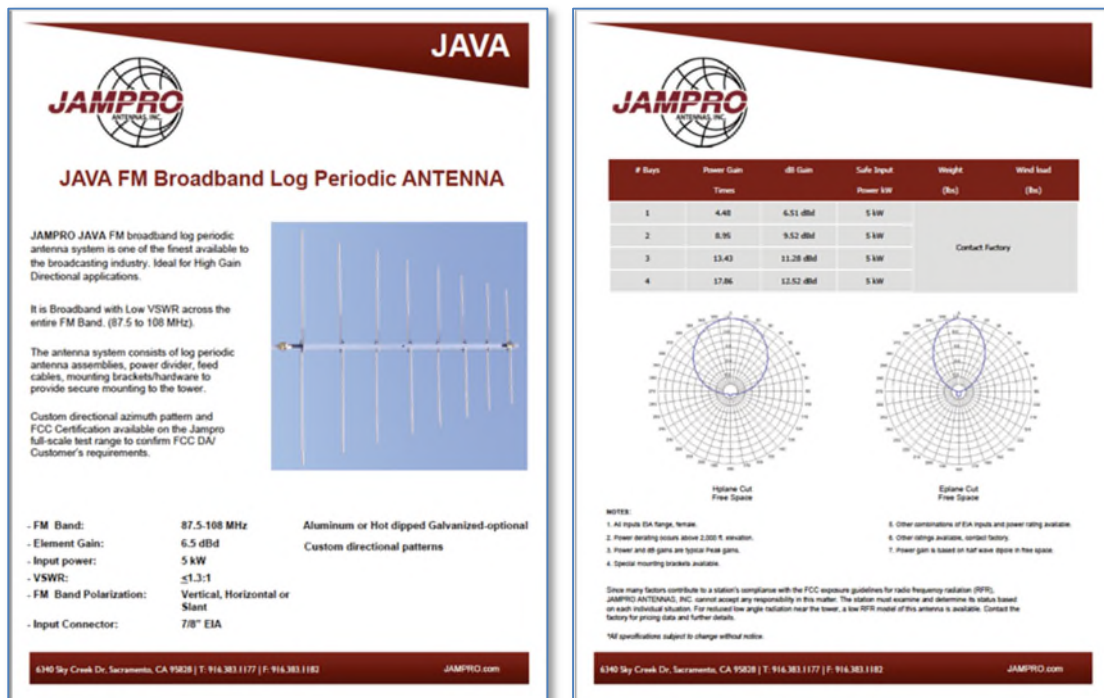 JAVA
JAMPRO
ANTENNAS, INC.
JAVA FM Broadband Log Periodic ANTENNA
JAMPRO JAVA FM broadband log periodic
antenna system is one of the finest available to
the broadcasting industry. Ideal for High Gain
Directional applications.
It is Broadband with Low VSWR across the
entire FM Band. (87.5 to 108 MHz).
The antenna system consists of log periodic
antenna assemblies, power divider, feed
cables, mounting brackets/hardware to
provide secure mounting to the tower.
Custom directional azimuth pattern and
FCC Certification available on the Jampro
full-scale test range to confirm FCC DA/
Customer's requirements.
- FM Band: 87.5-108 MHz Aluminum or Hot dipped Galvanized-optional
- Element Gain: 6.5 dBd Custom directional patterns
- Input power: 5 kW
- VSWR: ≤1.3:1
- FM Band Polarization: Vertical, Horizontal or
Slant
- Input Connector: 7/8" EIA
6340 Sky Creek Dr, Sacramento, CA 95828 | T: 916.383.1177 | F: 916.383.1182 JAMPRO.com
JAMPRO
ANTENNAS, INC.
# Bays Power Gain dB Gain Safe Input Weight Wind load
Times Power kW (lbs) (lbs)
1 4.48 6.51 dBd 5 kW
2 8.95 9.52 dBd 5 kW
Contact Factory
3 13.43 11.28 dBd 5 kW
4 17.86 12.52 dBd 5 kW
Hplane Cut Eplane Cut
Free Space Free Space
NOTES:
1. All inputs EIA flange, female. 5. Other combinations of EIA inputs and power rating available.
2. Power derating occurs above 2,000 ft. elevation. 6. Other ratings available, contact factory.
3. Power and dB gains are typical Peak gains. 7. Power gain is based on half wave dipole in free space.
4. Special mounting brackets available.
Since many factors contribute to a station's compliance with the FCC exposure guidelines for radio frequency radiation (RFR),
JAMPRO ANTENNAS, INC. cannot accept any responsibility in this matter. The station must examine and determine its status based
on each individual situation. For reduced low angle radiation near the tower, a low RFR model of this antenna is available. Contact the
factory for pricing data and further details.
*All specifications subject to change without notice.
6340 Sky Creek Dr, Sacramento, CA 95828 | T: 916.383.1177 | F: 916.383.1182 JAMPRO.com